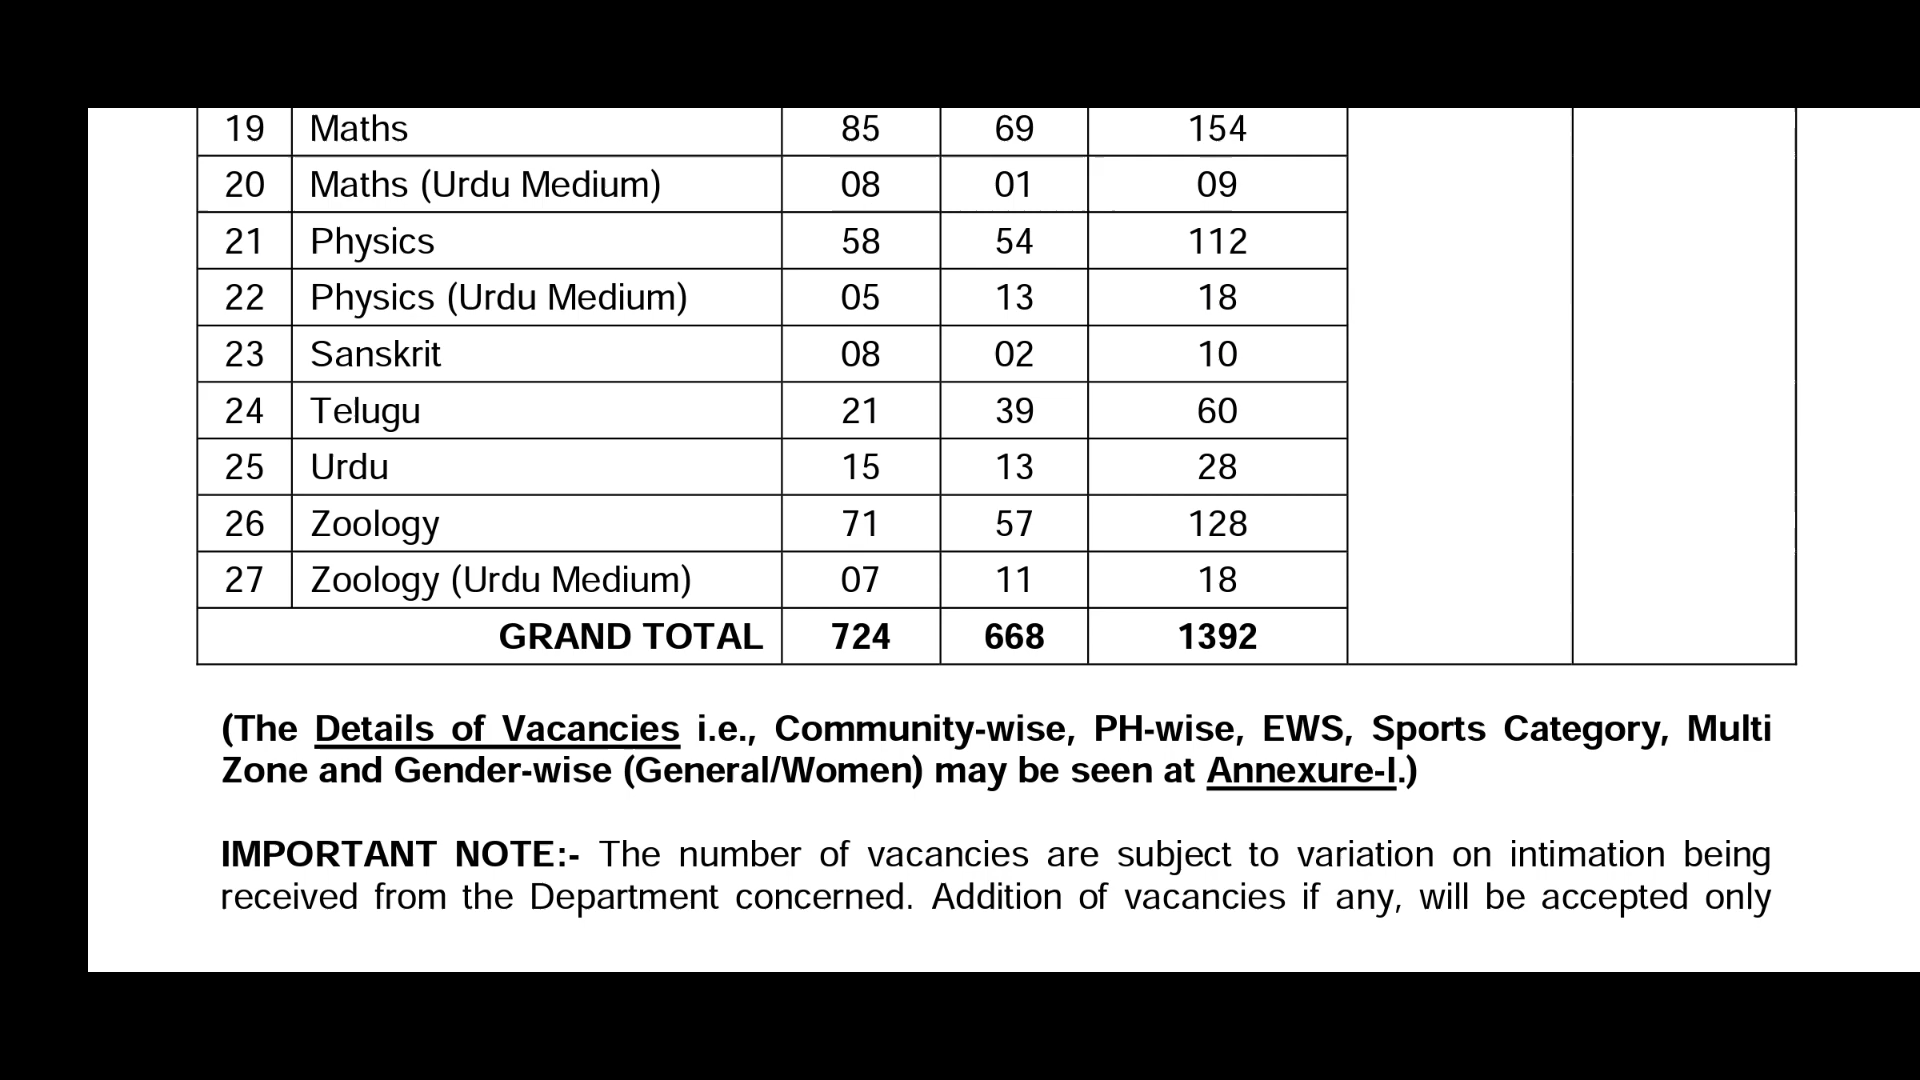 19 Maths 85 69 154
20 Maths (Urdu Medium) 08 01 09
21 Physics 58 54 112
22 Physics (Urdu Medium) 05 13 18
23 Sanskrit 08 02 10
24 Telugu 21 39 60
25 Urdu 15 13 28
26 Zoology 71 57 128
27 Zoology (Urdu Medium) 07 11 18
GRAND TOTAL 724 668 1392
(The Details of Vacancies i.e., Community-wise, PH-wise, EWS, Sports Category, Multi
Zone and Gender-wise (General/Women) may be seen at Annexure-I.)
IMPORTANT NOTE:- The number of vacancies are subject to variation on intimation being
received from the Department concerned. Addition of vacancies if any, will be accepted only